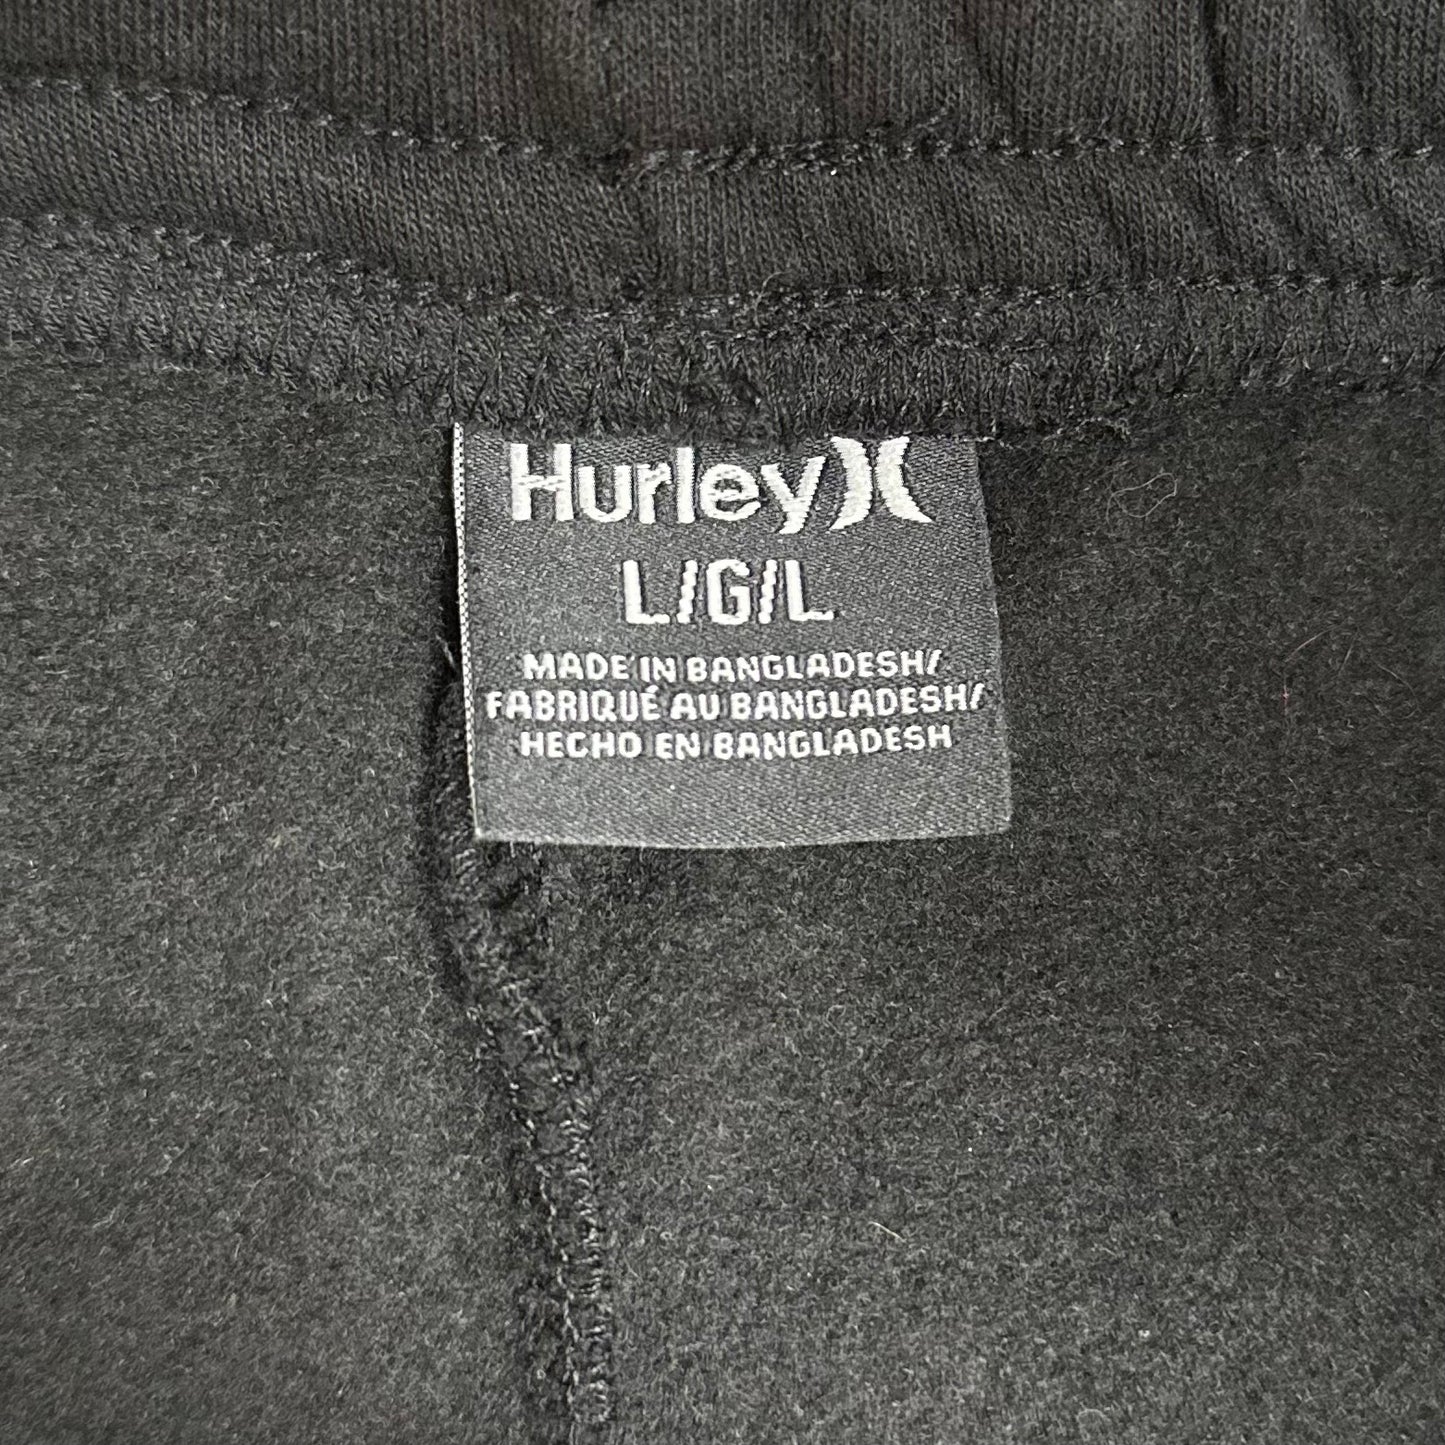 Hurley
L/G/L
MADE IN BANGLADESH/
FABRIQUÉ AU BANGLADESH/
HECHO EN BANGLADESH